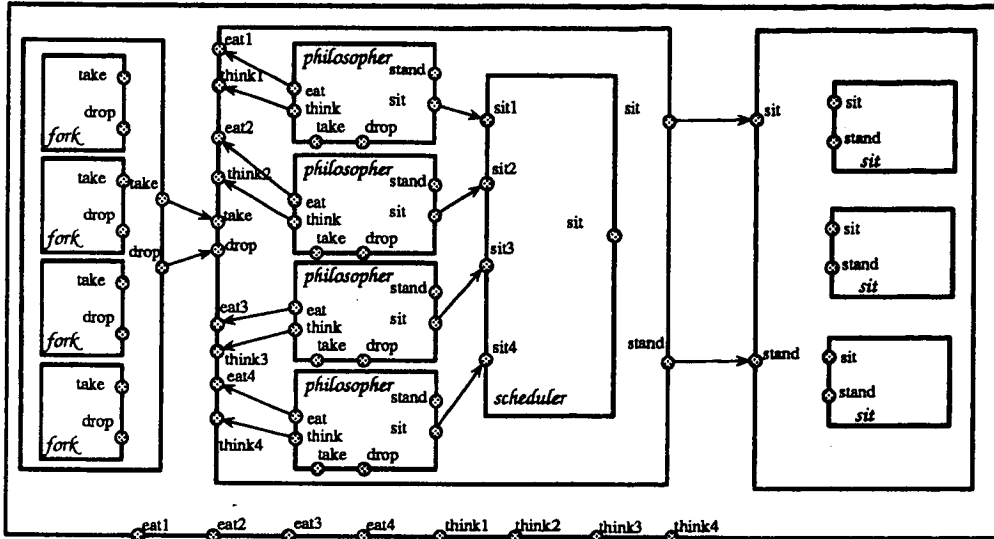 take
drop
fork
take
drop
fork
take
drop
fork
take
drop
fork
take
drop
eat1
think1
eat2
think2
take
drop
eat3
think3
eat4
think4
philosopher
stand
eat
sit
think
take drop
philosopher
stand
eat
sit
think
take drop
philosopher
stand
eat
sit
think
take drop
philosopher
stand
eat
sit
think
take drop
sit1
sit2
sit3
sit4
sit
scheduler
sit
stand
sit
stand
sit
stand
sit
sit
stand
sit
sit
stand
sit
eat1 eat2 eat3 eat4 think1 think2 think3 think4